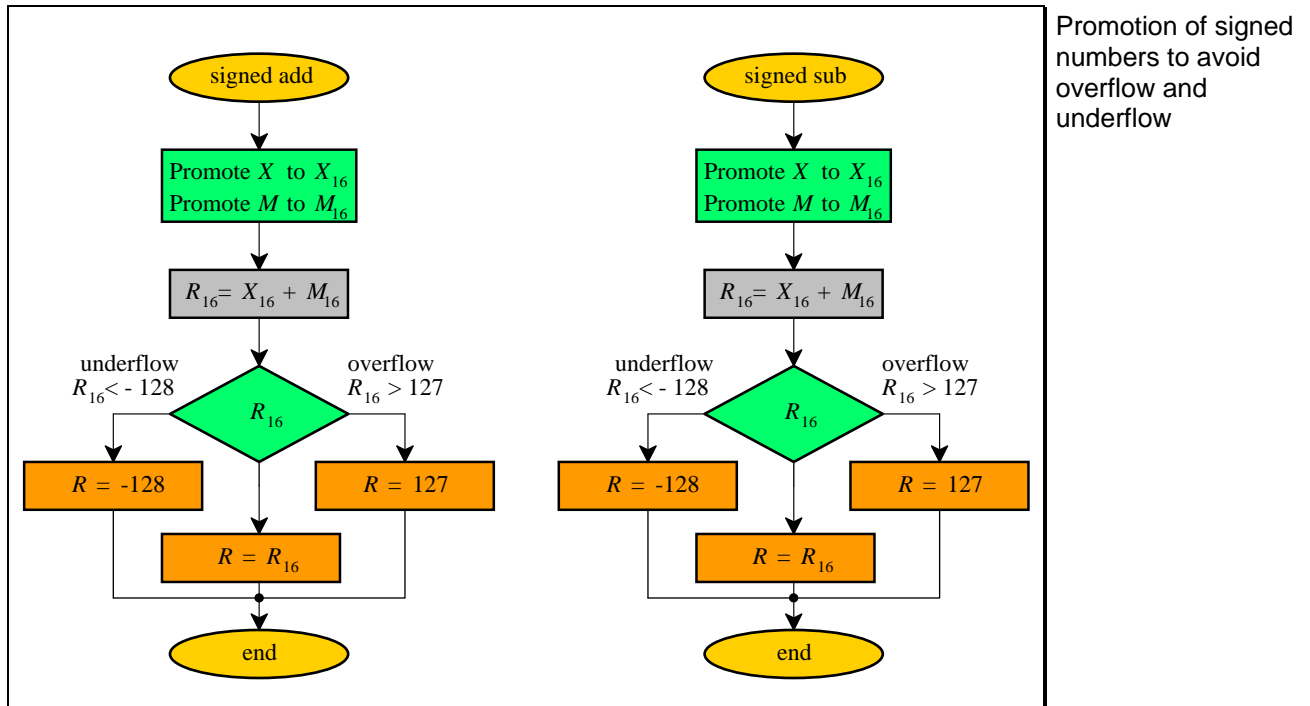 signed add
Promote X to X16
Promote M to M16
R16= X16 + M16
underflow
R16< - 128
overflow
R16 > 127
R16
R = -128
R = 127
R = R16
end
signed sub
Promote X to X16
Promote M to M16
R16= X16 + M16
underflow
R16< - 128
overflow
R16 > 127
R16
R = -128
R = 127
R = R16
end
Promotion of signed
numbers to avoid
overflow and
underflow